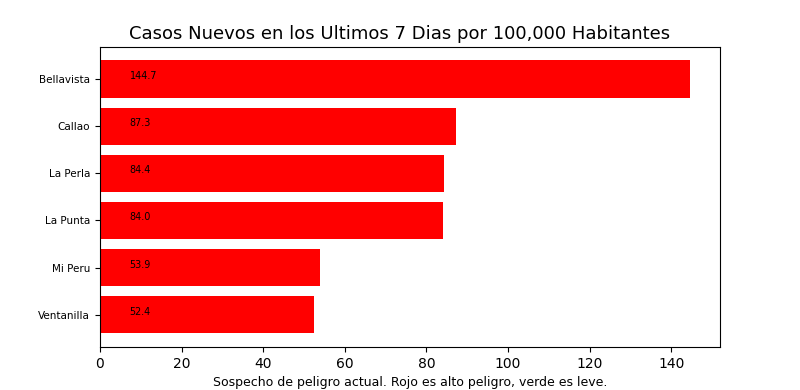 Casos Nuevos en los Ultimos 7 Dias por 100,000 Habitantes
Bellavista 144.7
Callao 87.3
La Perla 84.4
La Punta 84.0
Mi Peru 53.9
Ventanilla 52.4
0 20 40 60 80 100 120 140
Sospecho de peligro actual. Rojo es alto peligro, verde es leve.